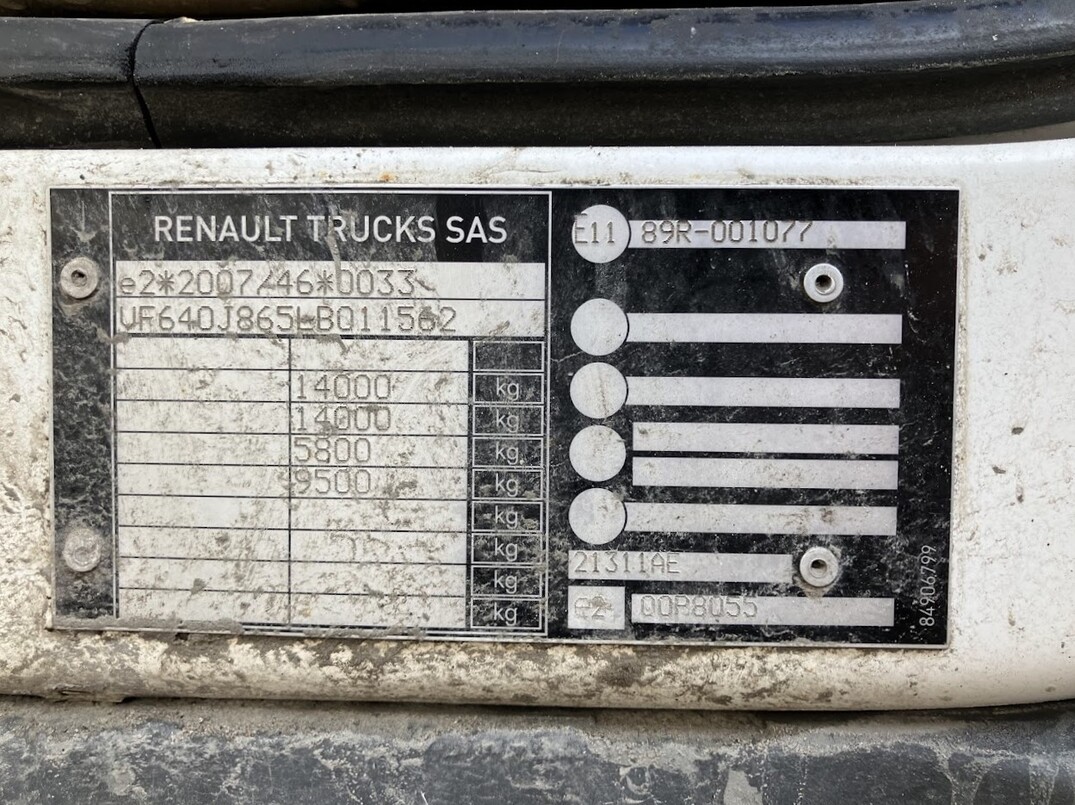 RENAULT TRUCKS SAS
e2*2007/46*0033
VF640J865LB011562
14000 kg
14000 kg
5800 kg
9500 kg
kg
kg
kg
kg
E11 89R-001077
21311AE
e2 00R8055
84906799